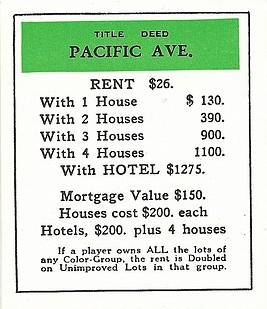 TITLE DEED
PACIFIC AVE.
RENT $26.
With 1 House $ 130.
With 2 Houses 390.
With 3 Houses 900.
With 4 Houses 1100.
With HOTEL $1275.
Mortgage Value $150.
Houses cost $200. each
Hotels, $200. plus 4 houses
If a player owns ALL the lots of
any Color-Group, the rent is Doubled
on Unimproved Lots in that group.